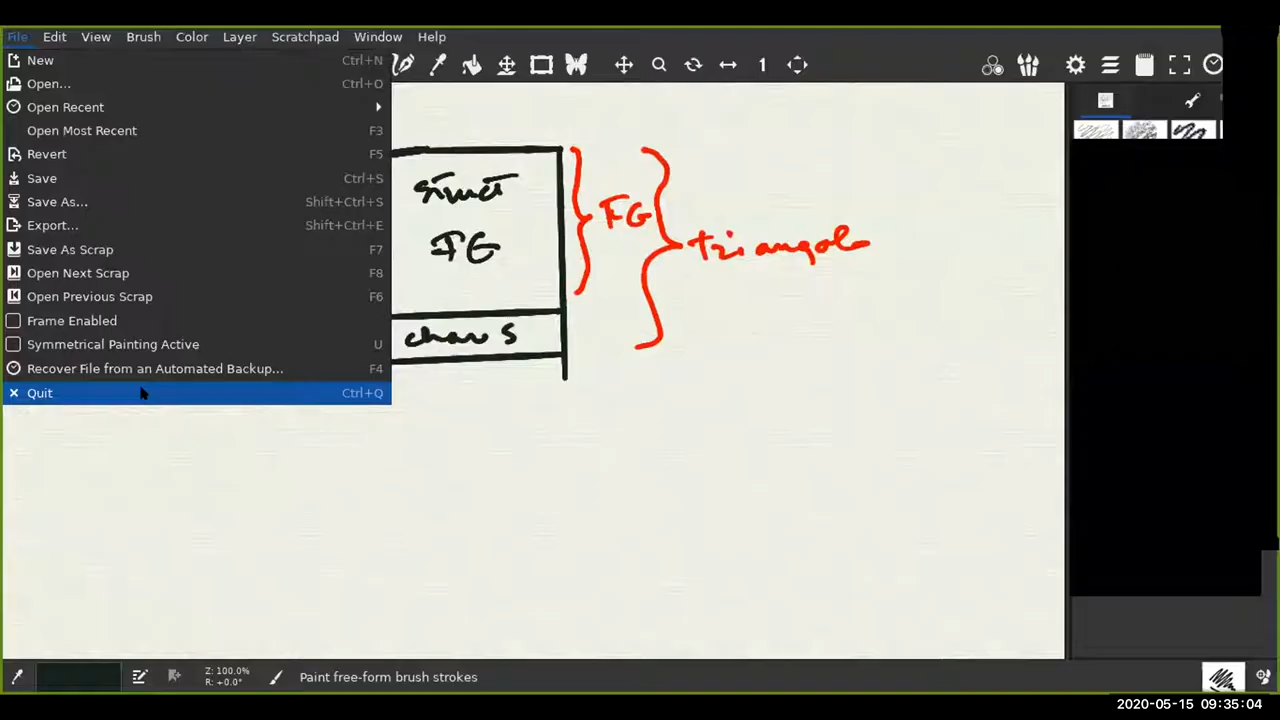 File Edit View Brush Color Layer Scratchpad Window Help
New Ctrl+N
Open... Ctrl+O
Open Recent
Open Most Recent F3
Revert F5
Save Ctrl+S
Save As... Shift+Ctrl+S
Export... Shift+Ctrl+E
Save As Scrap F7
Open Next Scrap F8
Open Previous Scrap F6
Frame Enabled
Symmetrical Painting Active U
Recover File from an Automated Backup... F4
Quit Ctrl+Q
1
struct
FG
char S
FG
triangolo
Z: 100.0%
R: +0.0°
Paint free-form brush strokes
2020-05-15 09:35:04